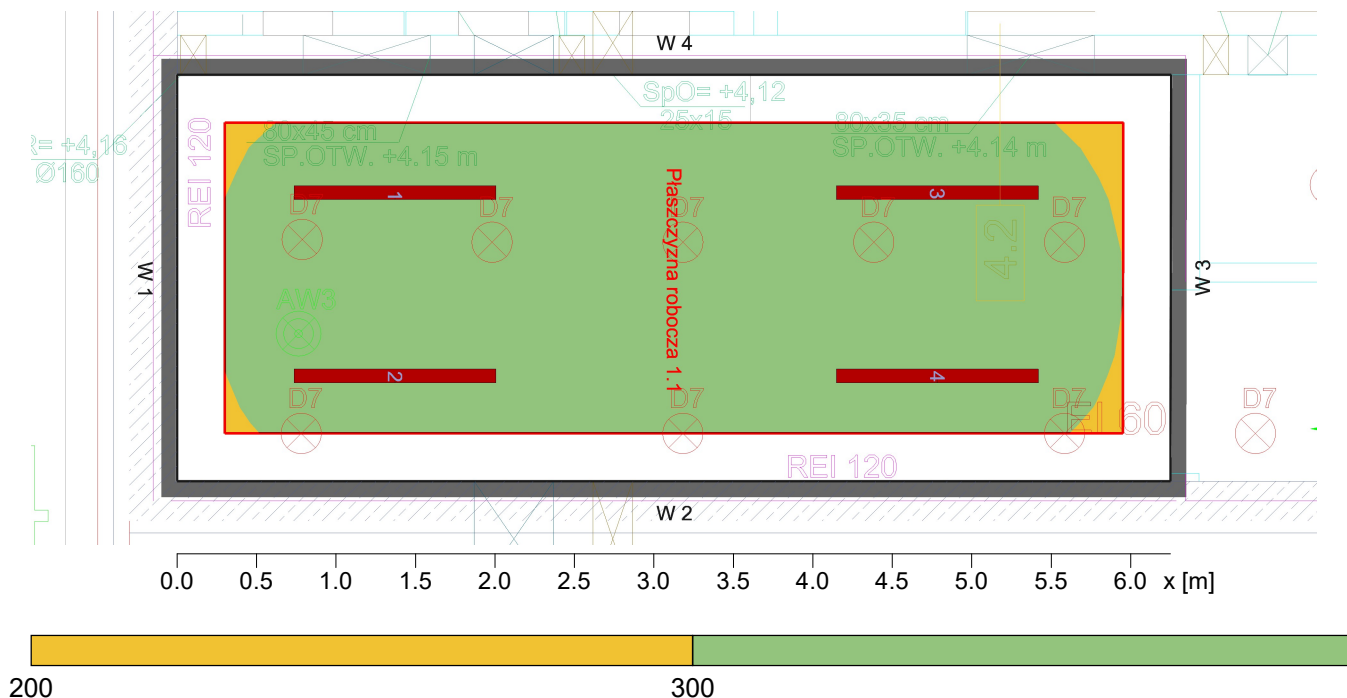 W 4
SpO= +4,12
25x15
80x45 cm
SP.OTW. +4.15 m
80x35 cm
SP.OTW. +4.14 m
R= +4,16
Ø160
REI 120
Płaszczyzna robocza 1.1
1
3
D7
D7
D7
D7
D7
4.2
W 1
W 3
AW3
2
4
D7
D7
D7
D7
EI 60
REI 120
W 2
0.0 0.5 1.0 1.5 2.0 2.5 3.0 3.5 4.0 4.5 5.0 5.5 6.0 x [m]
200 300